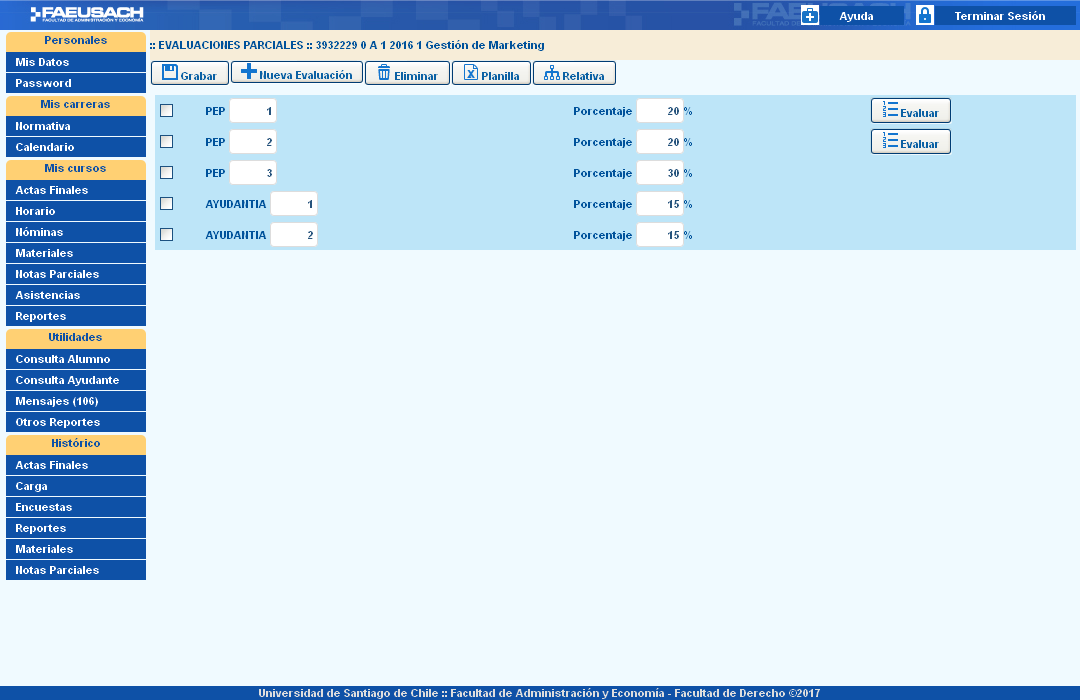 FAEUSACH
FACULTAD DE ADMINISTRACIÓN Y ECONOMÍA
Ayuda
Terminar Sesión
Personales
Mis Datos
Password
Mis carreras
Normativa
Calendario
Mis cursos
Actas Finales
Horario
Nóminas
Materiales
Notas Parciales
Asistencias
Reportes
Utilidades
Consulta Alumno
Consulta Ayudante
Mensajes (106)
Otros Reportes
Histórico
Actas Finales
Carga
Encuestas
Reportes
Materiales
Notas Parciales
:: EVALUACIONES PARCIALES :: 3932229 0 A 1 2016 1 Gestión de Marketing
Grabar Nueva Evaluación Eliminar Planilla Relativa
PEP 1 Porcentaje 20 % Evaluar
PEP 2 Porcentaje 20 % Evaluar
PEP 3 Porcentaje 30 %
AYUDANTIA 1 Porcentaje 15 %
AYUDANTIA 2 Porcentaje 15 %
Universidad de Santiago de Chile :: Facultad de Administración y Economía - Facultad de Derecho ©2017